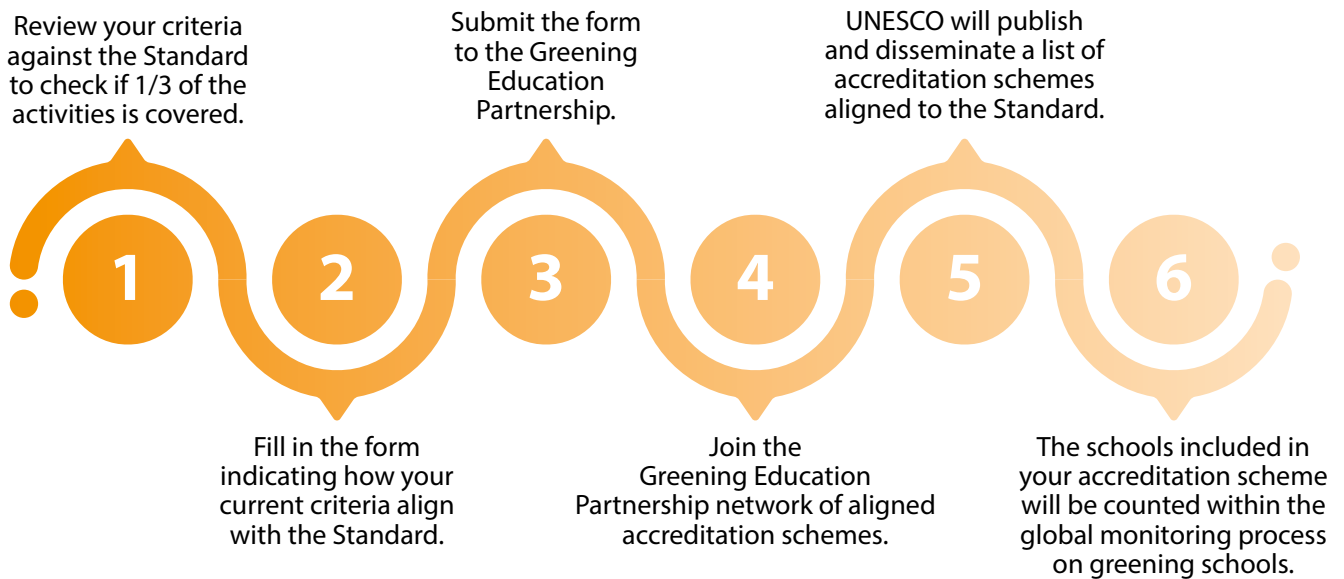 Review your criteria
against the Standard
to check if 1/3 of the
activities is covered.
1
Fill in the form
indicating how your
current criteria align
with the Standard.
2
Submit the form
to the Greening
Education
Partnership.
3
Join the
Greening Education
Partnership network of aligned
accreditation schemes.
4
UNESCO will publish
and disseminate a list of
accreditation schemes
aligned to the Standard.
5
The schools included in
your accreditation scheme
will be counted within the
global monitoring process
on greening schools.
6